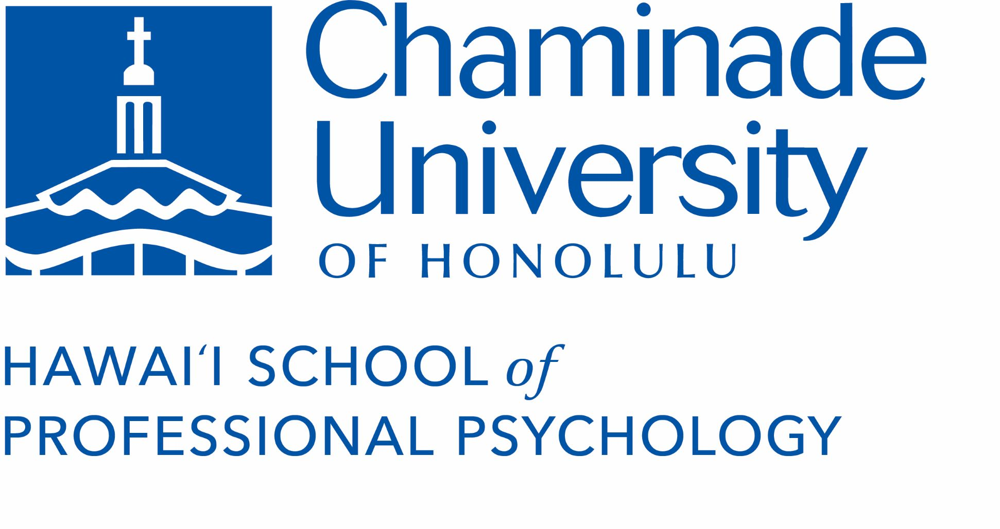 Chaminade
University
OF HONOLULU
HAWAIʻI SCHOOL of
PROFESSIONAL PSYCHOLOGY